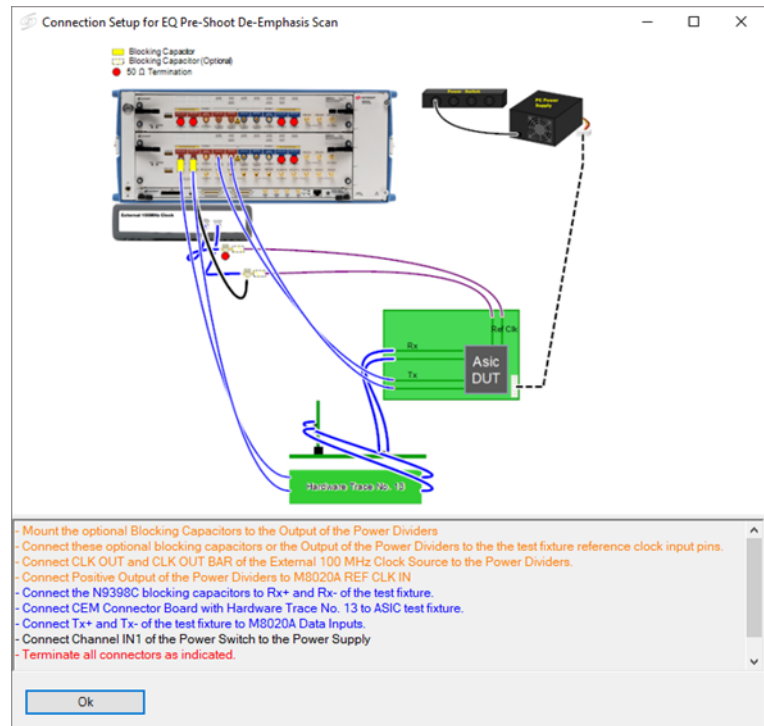 Connection Setup for EQ Pre-Shoot De-Emphasis Scan
Blocking Capacitor
Blocking Capacitor (Optional)
50 Ω Termination
Power Switch
PC Power
Supply
External 100MHz Clock
Ref Clk
Rx
Asic
DUT
Tx
Hardware Trace No. 13
- Mount the optional Blocking Capacitors to the Output of the Power Dividers
- Connect these optional blocking capacitors or the Output of the Power Dividers to the the test fixture reference clock input pins.
- Connect CLK OUT and CLK OUT BAR of the External 100 MHz Clock Source to the Power Dividers.
- Connect Positive Output of the Power Dividers to M8020A REF CLK IN
- Connect the N9398C blocking capacitors to Rx+ and Rx- of the test fixture.
- Connect CEM Connector Board with Hardware Trace No. 13 to ASIC test fixture.
- Connect Tx+ and Tx- of the test fixture to M8020A Data Inputs.
- Connect Channel IN1 of the Power Switch to the Power Supply
- Terminate all connectors as indicated.
Ok